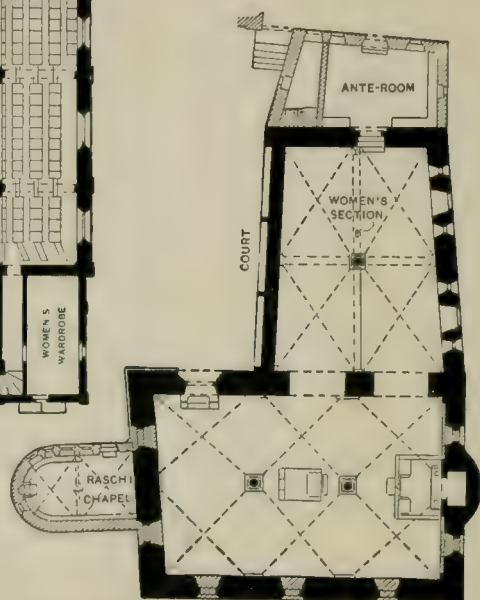 ANTE-ROOM
WOMEN'S
SECTION
COURT
WOMEN'S
WARDROBE
RASCHI
CHAPEL